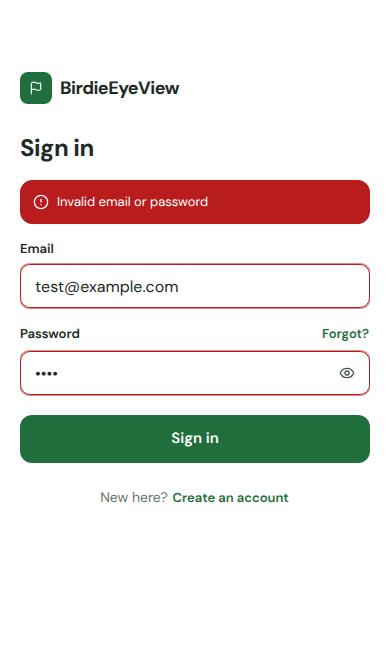 BirdieEyeView
Sign in
Invalid email or password
Email
test@example.com
Password Forgot?
••••
Sign in
New here? Create an account